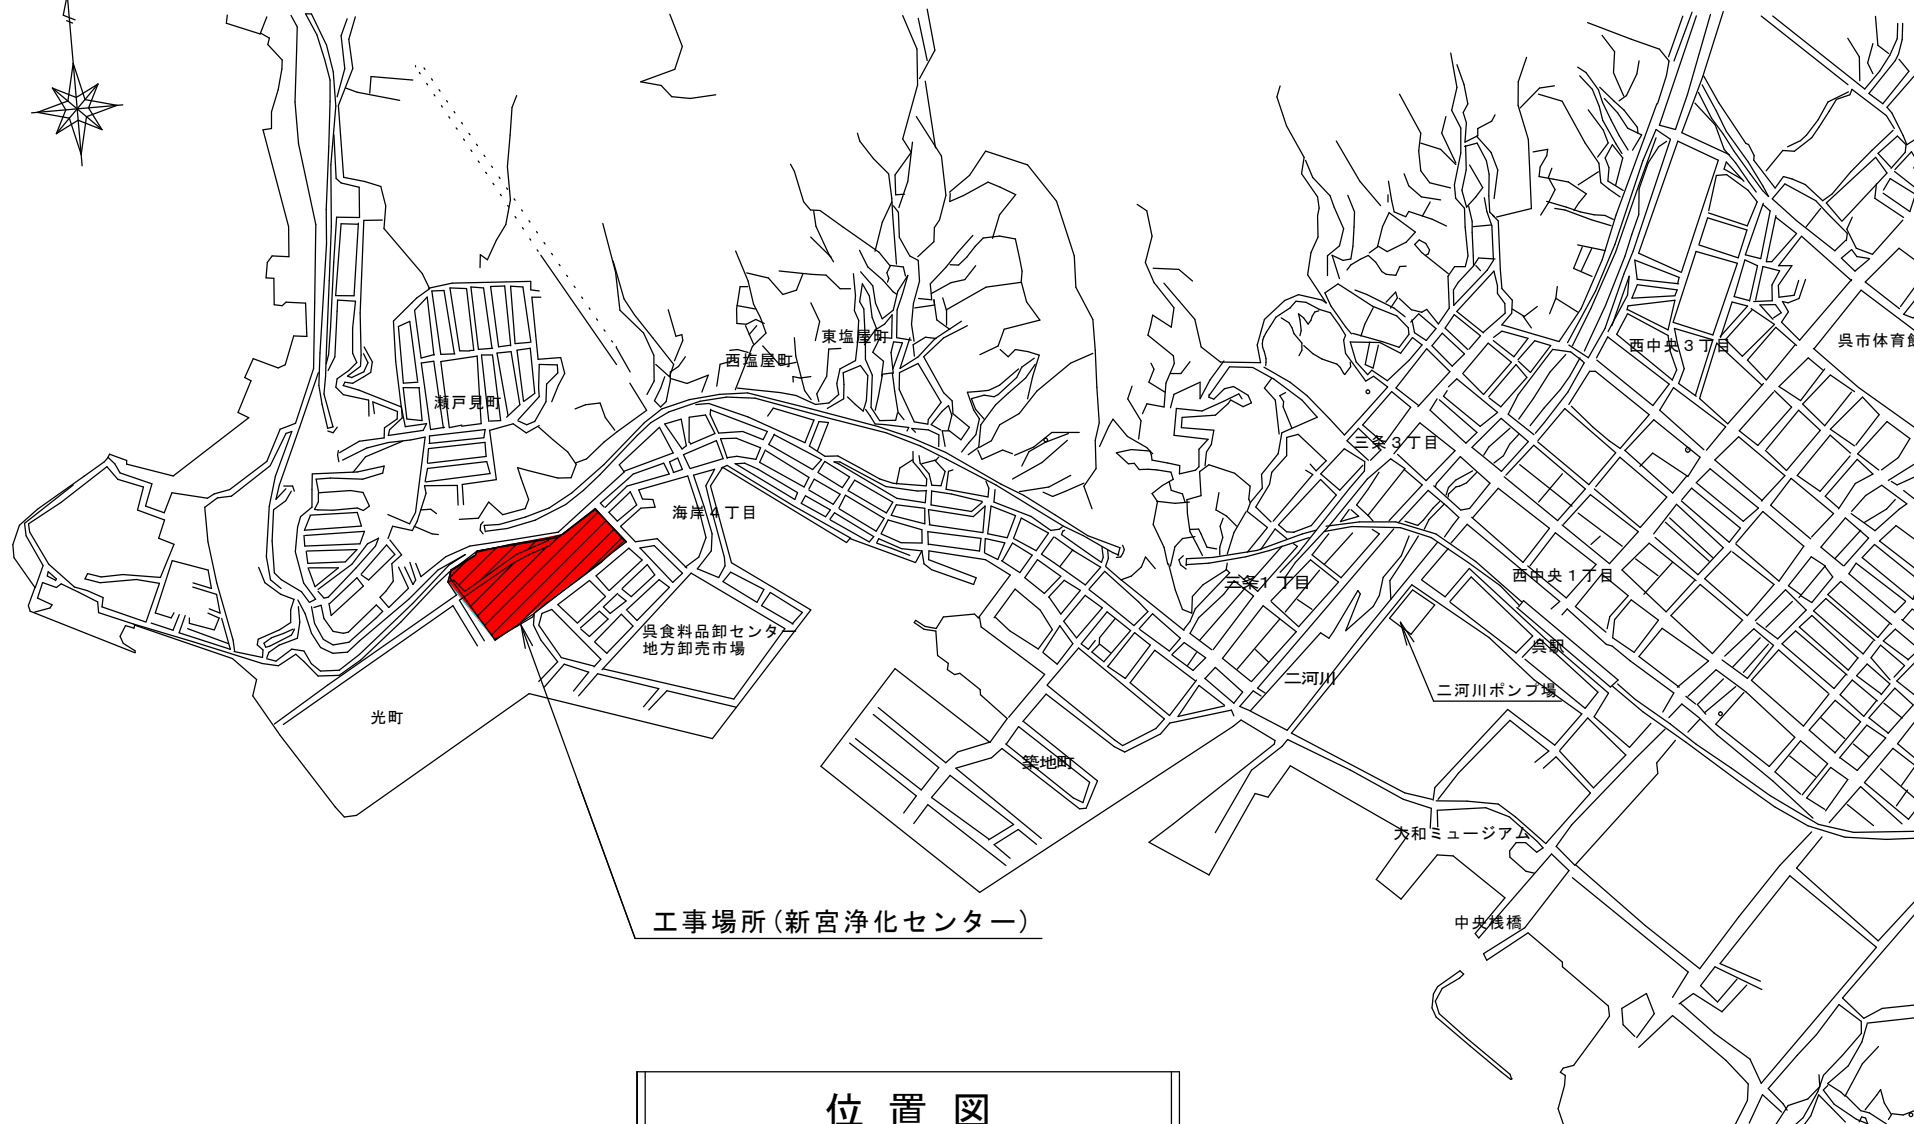 東塩屋町
西中央３丁目
呉市体育館
西塩屋町
瀬戸見町
三条３丁目
海岸４丁目
西中央１丁目
三条１丁目
呉食料品卸センター
地方卸売市場
呉駅
二河川
二河川ポンプ場
光町
築地町
大和ミュージアム
工事場所(新宮浄化センター)
中央桟橋
位置図